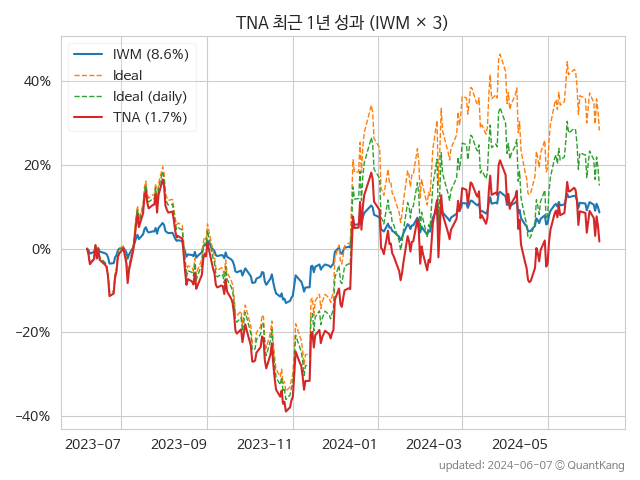 TNA 최근 1년 성과 (IWM × 3)
IWM (8.6%)
Ideal
Ideal (daily)
TNA (1.7%)
40%
20%
0%
−20%
−40%
2023-07 2023-09 2023-11 2024-01 2024-03 2024-05
updated: 2024-06-07 © QuantKang